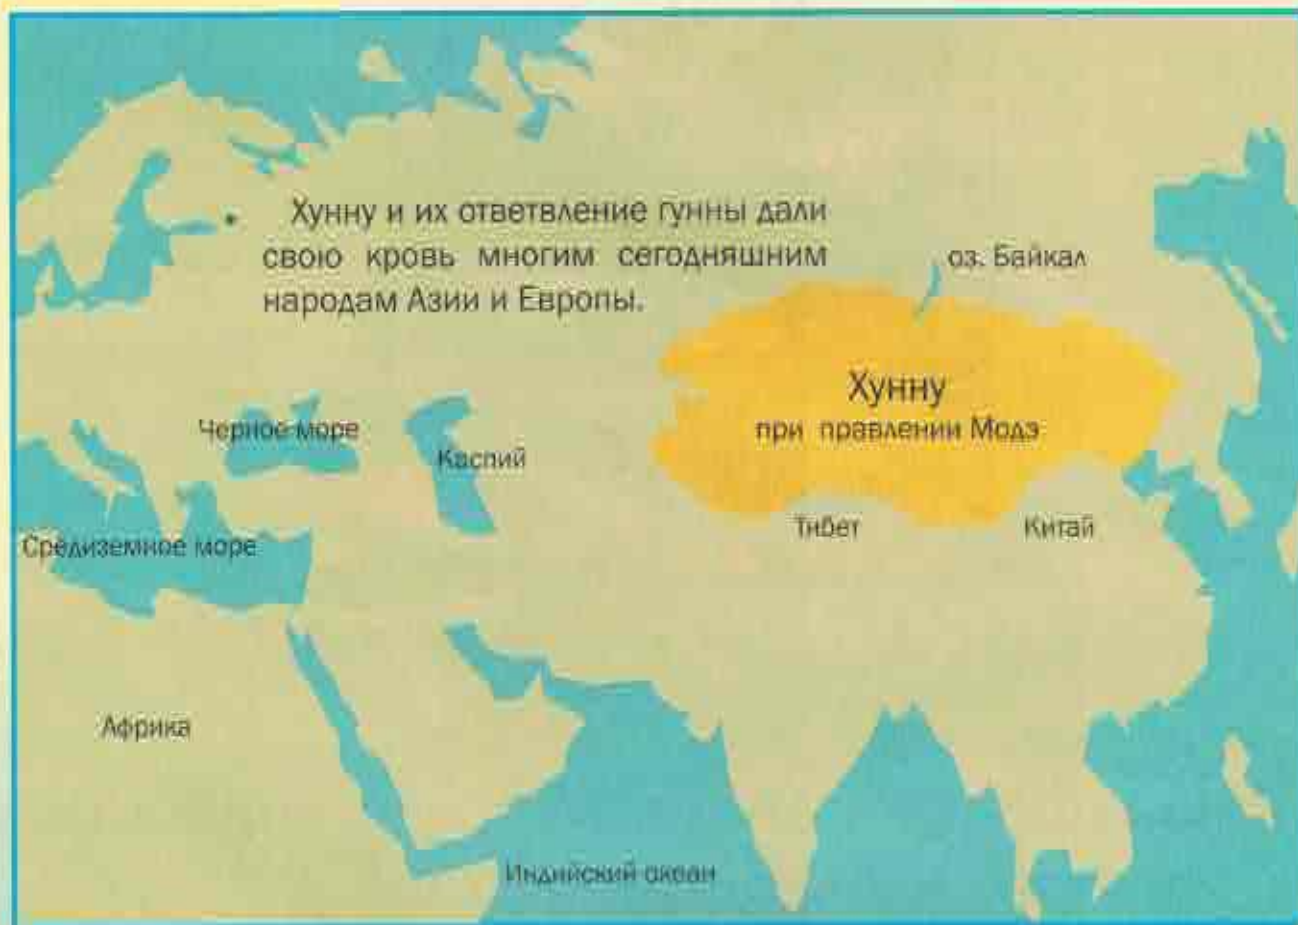 Хунну и их ответвление гунны дали
свою кровь многим сегодняшним
народам Азии и Европы.
оз. Байкал
Хунну
при правлении Модэ
Черное море
Каспий
Тибет
Китай
Средиземное море
Африка
Индийский океан